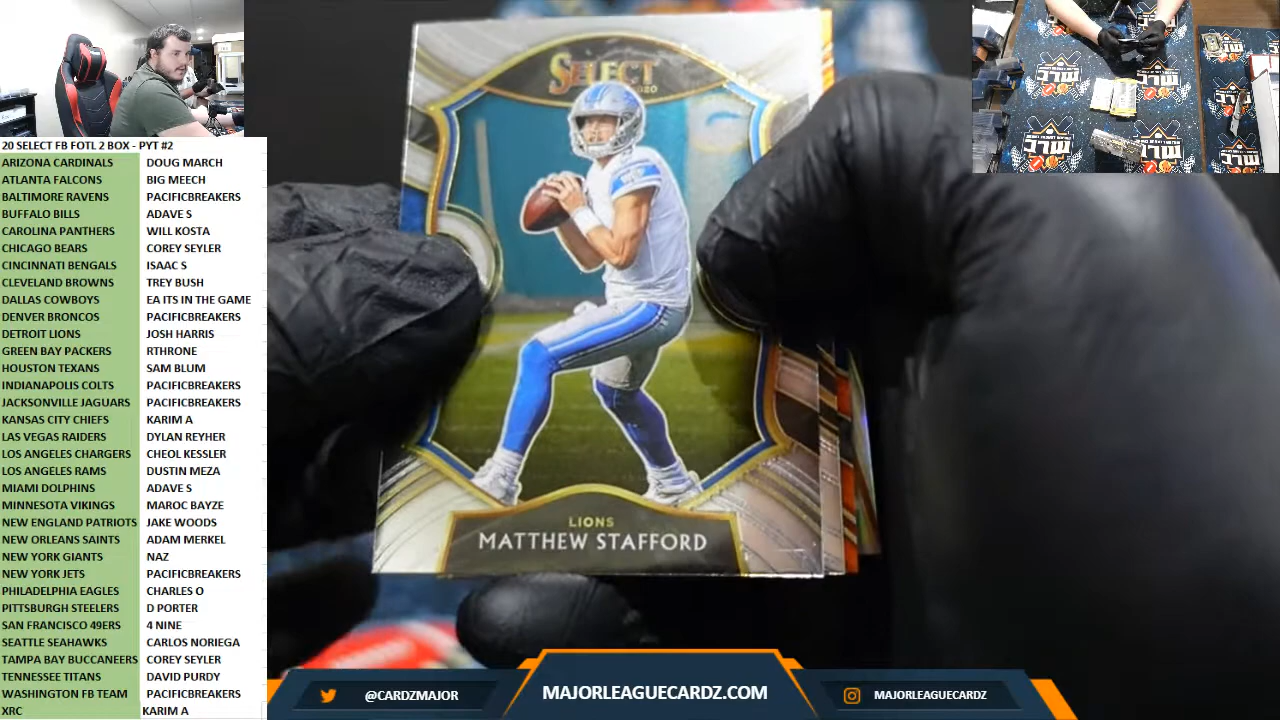 20 SELECT FB FOTL 2 BOX - PYT #2
ARIZONA CARDINALS DOUG MARCH
ATLANTA FALCONS BIG MEECH
BALTIMORE RAVENS PACIFICBREAKERS
BUFFALO BILLS ADAVE S
CAROLINA PANTHERS WILL KOSTA
CHICAGO BEARS COREY SEYLER
CINCINNATI BENGALS ISAAC S
CLEVELAND BROWNS TREY BUSH
DALLAS COWBOYS EA ITS IN THE GAME
DENVER BRONCOS PACIFICBREAKERS
DETROIT LIONS JOSH HARRIS
GREEN BAY PACKERS RTHRONE
HOUSTON TEXANS SAM BLUM
INDIANAPOLIS COLTS PACIFICBREAKERS
JACKSONVILLE JAGUARS PACIFICBREAKERS
KANSAS CITY CHIEFS KARIM A
LAS VEGAS RAIDERS DYLAN REYHER
LOS ANGELES CHARGERS CHEOL KESSLER
LOS ANGELES RAMS DUSTIN MEZA
MIAMI DOLPHINS ADAVE S
MINNESOTA VIKINGS MAROC BAYZE
NEW ENGLAND PATRIOTS JAKE WOODS
NEW ORLEANS SAINTS ADAM MERKEL
NEW YORK GIANTS NAZ
NEW YORK JETS PACIFICBREAKERS
PHILADELPHIA EAGLES CHARLES O
PITTSBURGH STEELERS D PORTER
SAN FRANCISCO 49ERS 4 NINE
SEATTLE SEAHAWKS CARLOS NORIEGA
TAMPA BAY BUCCANEERS COREY SEYLER
TENNESSEE TITANS DAVID PURDY
WASHINGTON FB TEAM PACIFICBREAKERS
XRC KARIM A
SELECT
2020
LIONS
MATTHEW STAFFORD
@CARDZMAJOR
MAJORLEAGUECARDZ.COM
MAJORLEAGUECARDZ